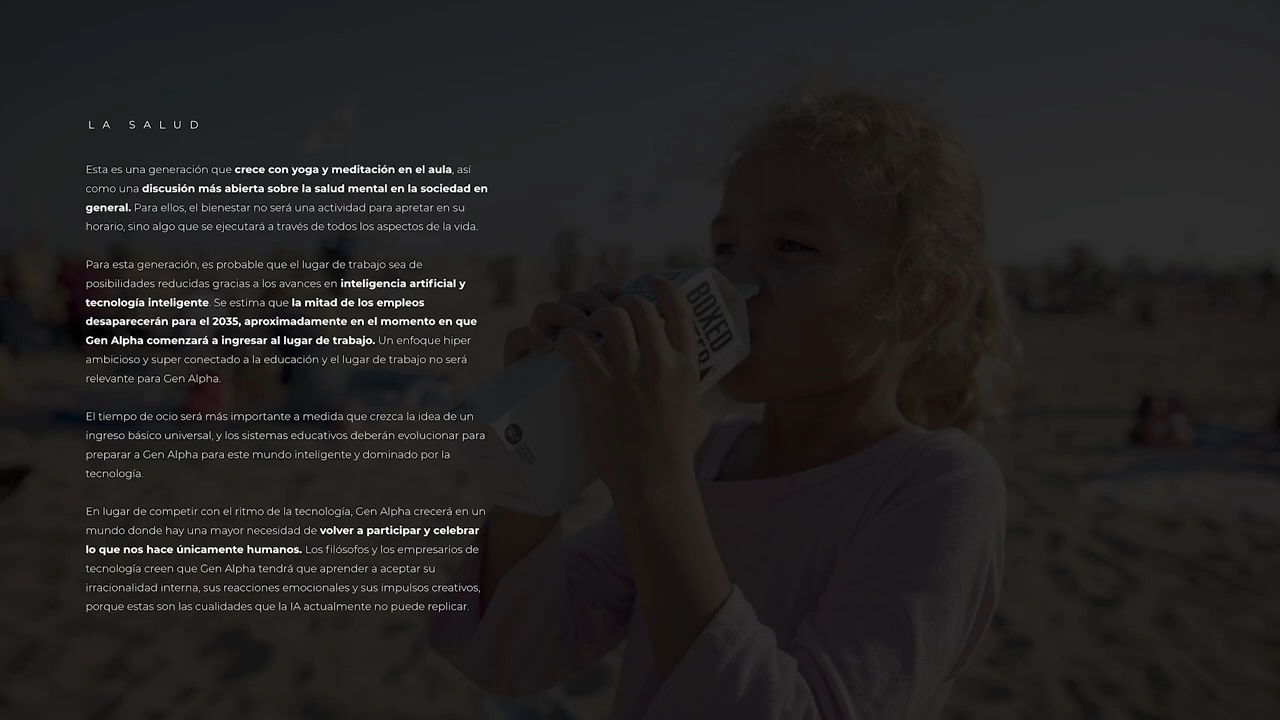 LA SALUD
Esta es una generación que crece con yoga y meditación en el aula, así
como una discusión más abierta sobre la salud mental en la sociedad en
general. Para ellos, el bienestar no será una actividad para apretar en su
horario, sino algo que se ejecutará a través de todos los aspectos de la vida.
Para esta generación, es probable que el lugar de trabajo sea de
posibilidades reducidas gracias a los avances en inteligencia artificial y
tecnología inteligente. Se estima que la mitad de los empleos
desaparecerán para el 2035, aproximadamente en el momento en que
Gen Alpha comenzará a ingresar al lugar de trabajo. Un enfoque hiper
ambicioso y super conectado a la educación y el lugar de trabajo no será
relevante para Gen Alpha.
El tiempo de ocio será más importante a medida que crezca la idea de un
ingreso básico universal, y los sistemas educativos deberán evolucionar para
preparar a Gen Alpha para este mundo inteligente y dominado por la
tecnología.
En lugar de competir con el ritmo de la tecnología, Gen Alpha crecerá en un
mundo donde hay una mayor necesidad de volver a participar y celebrar
lo que nos hace únicamente humanos. Los filósofos y los empresarios de
tecnología creen que Gen Alpha tendrá que aprender a aceptar su
irracionalidad interna, sus reacciones emocionales y sus impulsos creativos,
porque estas son las cualidades que la IA actualmente no puede replicar.
BOXED